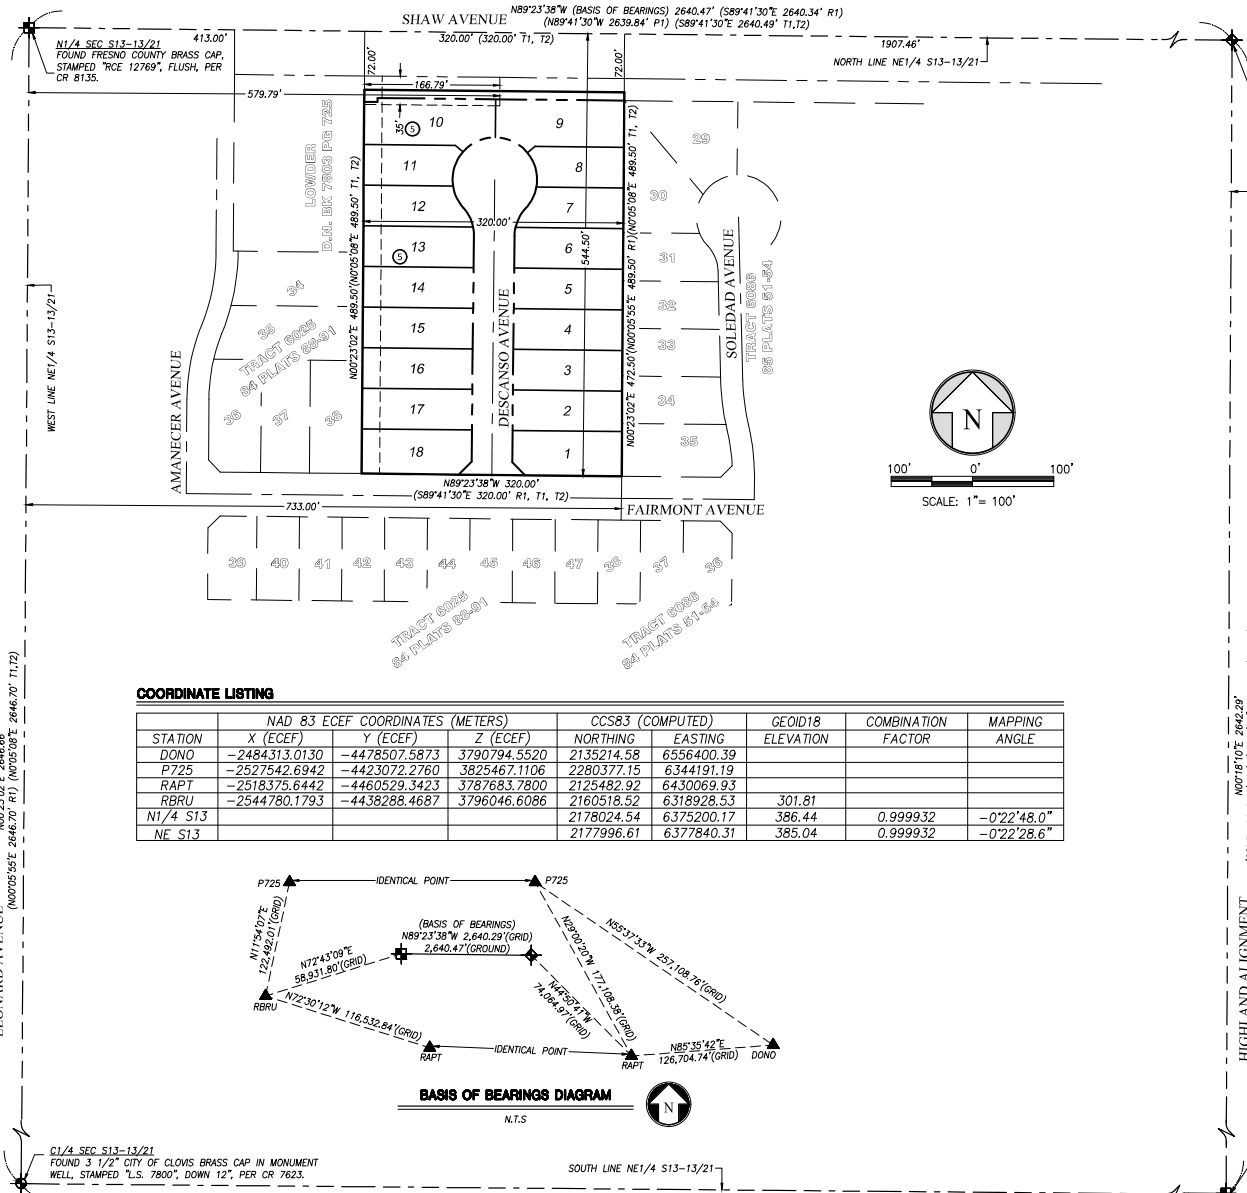 SHAW AVENUE
N89°23'38"W (BASIS OF BEARINGS) 2640.47' (S89°41'30"E 2640.34' R1)
(N89°41'30"W 2639.84' P1) (S89°41'30"E 2640.49' T1,T2)
413.00'
320.00' (320.00' T1, T2)
1907.46'
NORTH LINE NE1/4 S13-13/21
N1/4 SEC S13-13/21
FOUND FRESNO COUNTY BRASS CAP,
STAMPED "RCE 12769", FLUSH, PER
CR 8135.
72.00'
72.00'
166.79'
579.79'
35'
5
10
9
11
8
12
7
320.00'
13
5
6
14
5
15
4
16
3
17
2
18
1
544.50'
DESCANSO AVENUE
LOWDER
D.N. BK 7803 PG 725
N00°23'02"E 489.50'(N0°05'08"E 489.50' T1, T2)
N00°23'02"E 472.50'(N00°05'55"E 489.50' R1)(N0°05'08"E 489.50' T1, T2)
29
30
31
32
33
34
35
SOLEDAD AVENUE
TRACT 6086
85 PLATS 51-54
34
35
TRACT 6025
84 PLATS 88-91
36
37
38
AMANECER AVENUE
WEST LINE NE1/4 S13-13/21
N89°23'38"W 320.00'
(S89°41'30"E 320.00' R1, T1, T2)
733.00'
FAIRMONT AVENUE
39
40
41
42
43
44
45
46
47
38
37
36
TRACT 6025
84 PLATS 88-91
TRACT 6086
84 PLATS 51-54
N
100'
0'
100'
SCALE: 1"= 100'
N00°23'02"E 2646.66'
(N00°05'55"E 2646.70' R1) (N0°05'08"E 2646.70' T1,T2)
LEONARD AVENUE
N00°18'10"E 2642.29'
HIGHLAND ALIGNMENT
COORDINATE LISTING
NAD 83 ECEF COORDINATES (METERS) CCS83 (COMPUTED) GEOID18 COMBINATION MAPPING
STATION X (ECEF) Y (ECEF) Z (ECEF) NORTHING EASTING ELEVATION FACTOR ANGLE
DONO -2484313.0130 -4478507.5873 3790794.5520 2135214.58 6556400.39
P725 -2527542.6942 -4423072.2760 3825467.1106 2280377.15 6344191.19
RAPT -2518375.6442 -4460529.3423 3787683.7800 2125482.92 6430069.93
RBRU -2544780.1793 -4438288.4687 3796046.6086 2160518.52 6318928.53 301.81
N1/4 S13 2178024.54 6375200.17 386.44 0.999932 -0°22'48.0"
NE S13 2177996.61 6377840.31 385.04 0.999932 -0°22'28.6"
P725
IDENTICAL POINT
P725
N11°54'07"E
122,492.01'(GRID)
(BASIS OF BEARINGS)
N89°23'38"W 2,640.29'(GRID)
2,640.47'(GROUND)
N72°43'09"E
58,931.80'(GRID)
N29°00'20"W 177,108.38'(GRID)
N55°37'33"W 257,108.76'(GRID)
N44°50'41"W
74,064.97'(GRID)
RBRU
N72°30'12"W 116,532.84'(GRID)
RAPT
IDENTICAL POINT
RAPT
N85°35'42"E
126,704.74'(GRID)
DONO
BASIS OF BEARINGS DIAGRAM
N.T.S
N
C1/4 SEC S13-13/21
FOUND 3 1/2" CITY OF CLOVIS BRASS CAP IN MONUMENT
WELL, STAMPED "L.S. 7800", DOWN 12", PER CR 7623.
SOUTH LINE NE1/4 S13-13/21